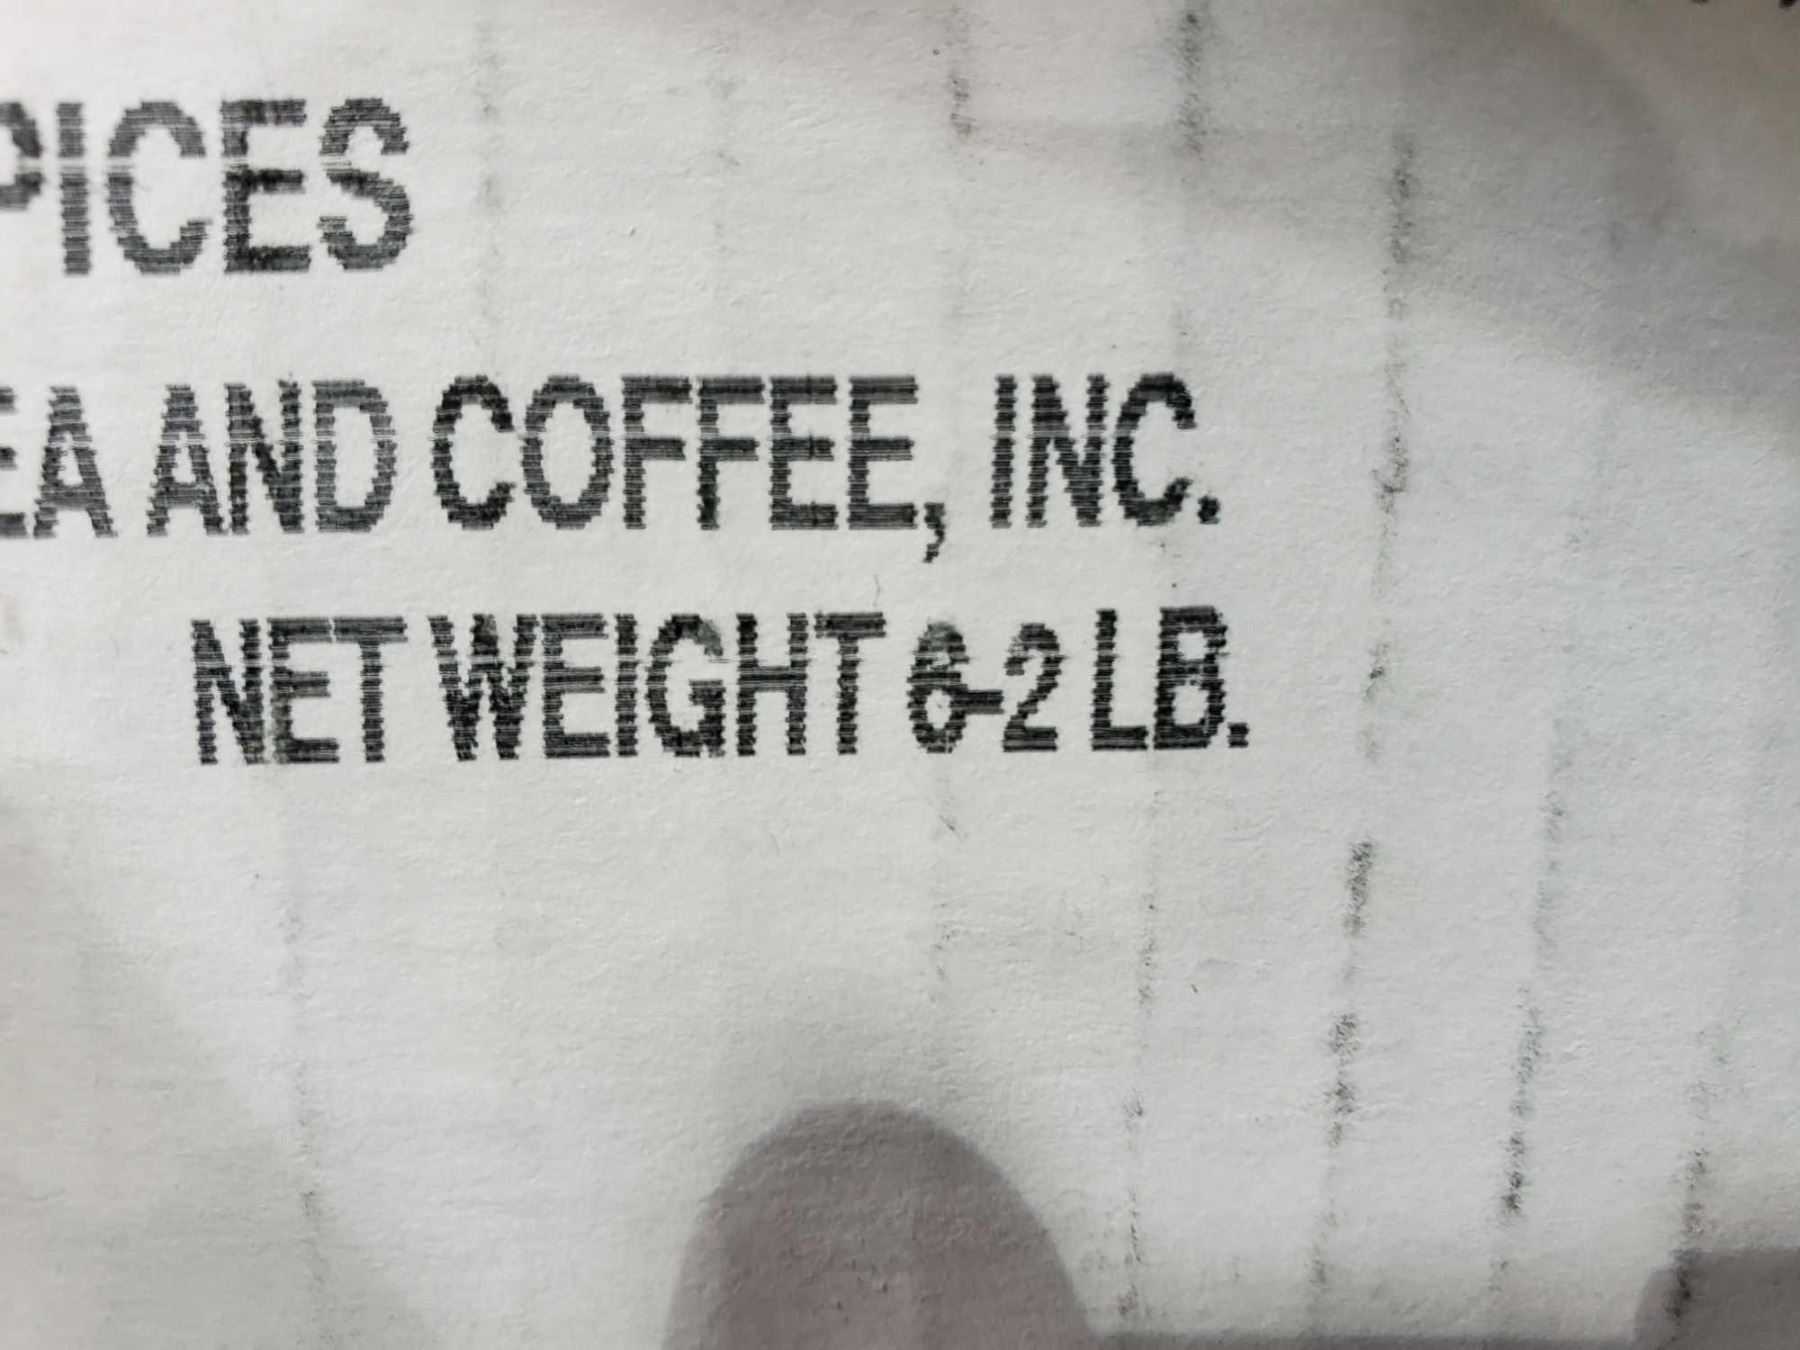 PICES
EA AND COFFEE, INC.
NET WEIGHT 6-2 LB.